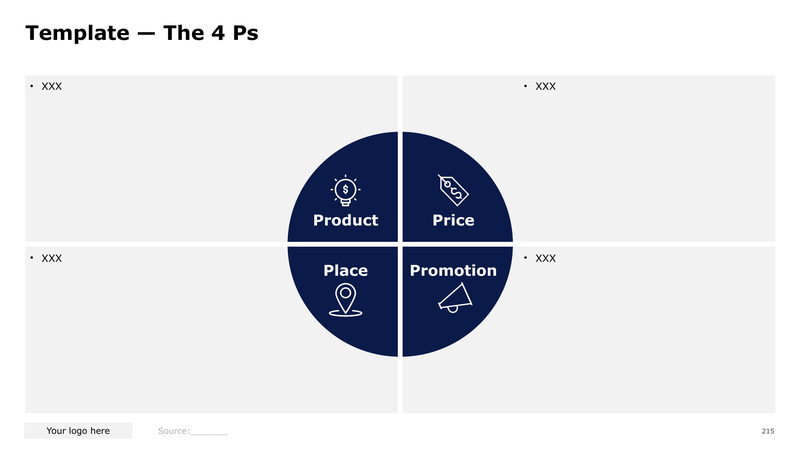 Template — The 4 Ps
• XXX
• XXX
Product
Price
• XXX
• XXX
Place
Promotion
Your logo here
Source:_______
215